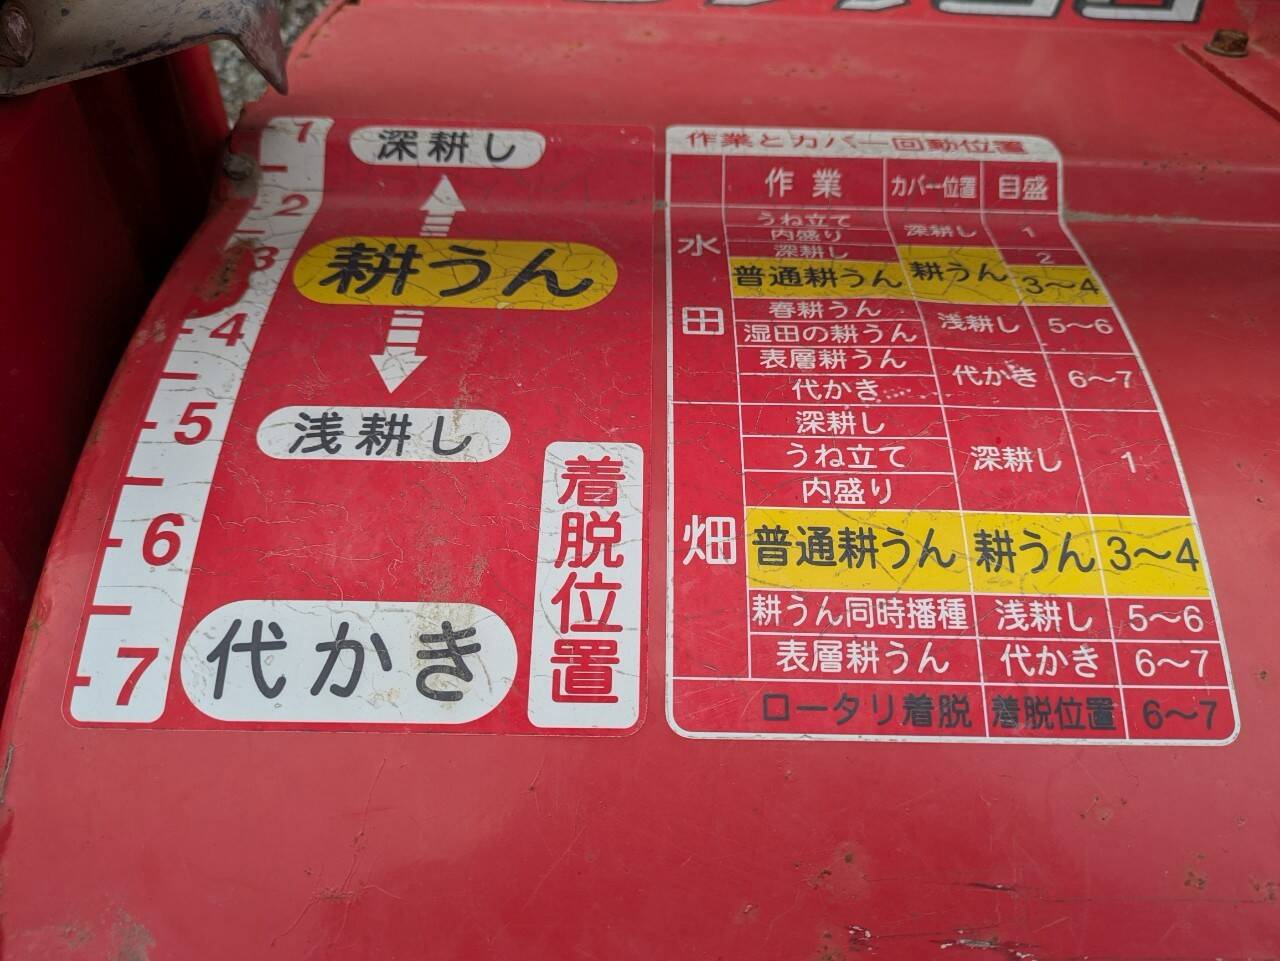 1
2
3
4
5
6
7
深耕し
耕うん
浅耕し
代かき
着脱位置
作業とカバー回動位置
作業 カバー位置 目盛
水田
うね立て
内盛り 深耕し 1
深耕し 2
普通耕うん 耕うん 3〜4
春耕うん
湿田の耕うん 浅耕し 5〜6
表層耕うん
代かき 代かき 6〜7
畑
深耕し
うね立て 深耕し 1
内盛り
普通耕うん 耕うん 3〜4
耕うん同時播種 浅耕し 5〜6
表層耕うん 代かき 6〜7
ロータリ着脱 着脱位置 6〜7